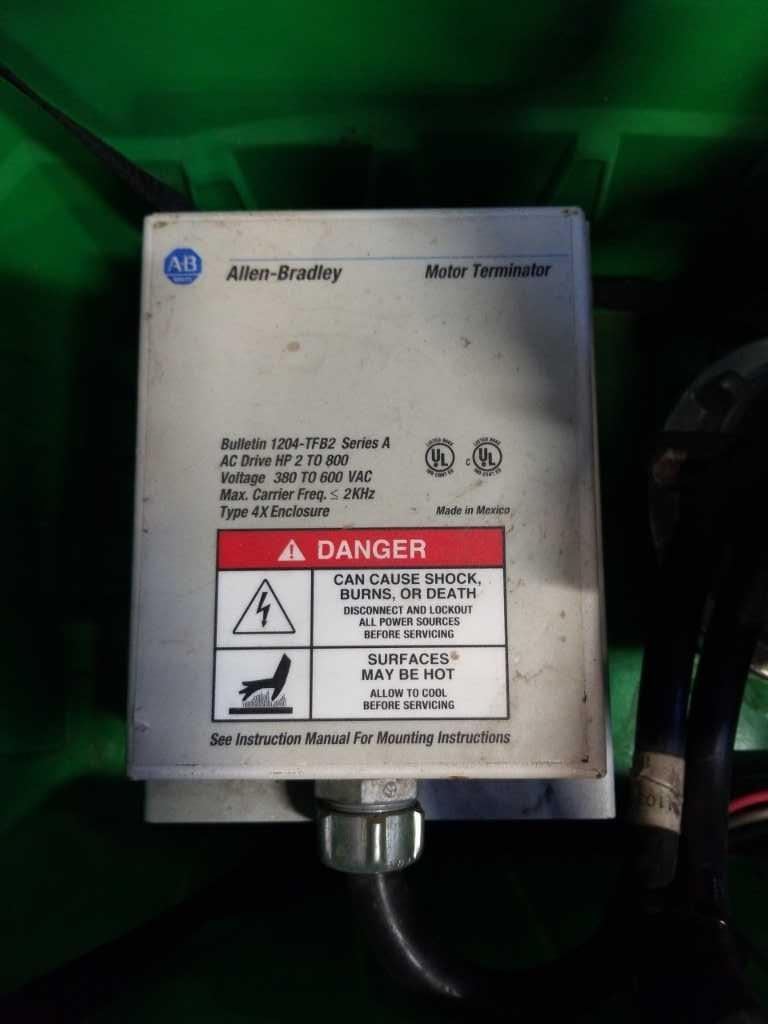 A-B
Allen-Bradley
Motor Terminator
Bulletin 1204-TFB2 Series A
AC Drive HP 2 TO 800
Voltage 380 TO 600 VAC
Max. Carrier Freq. ≤ 2KHz
Type 4X Enclosure
UL
C UL
Made in Mexico
DANGER
CAN CAUSE SHOCK,
BURNS, OR DEATH
DISCONNECT AND LOCKOUT
ALL POWER SOURCES
BEFORE SERVICING
SURFACES
MAY BE HOT
ALLOW TO COOL
BEFORE SERVICING
See Instruction Manual For Mounting Instructions